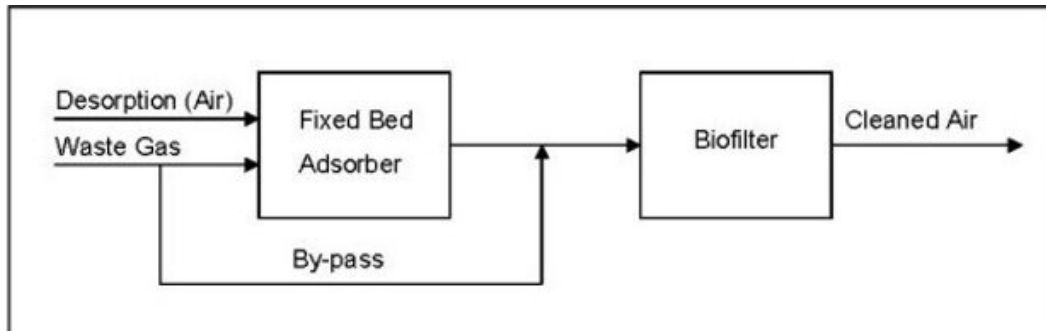 Desorption (Air)
Waste Gas
Fixed Bed
Adsorber
By-pass
Biofilter
Cleaned Air